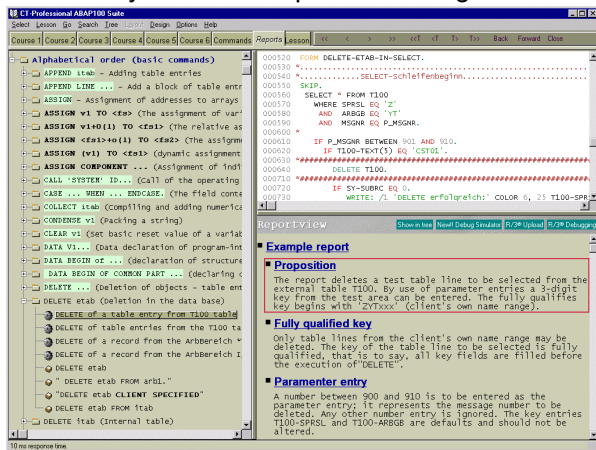 CT-Professional ABAP100 Suite
Select Lesson Go Search Tree Layout Design Options Help
Course 1 Course 2 Course 3 Course 4 Course 5 Course 6 Commands Reports Lesson << < > >> <<T <T T> T>> Back Forward Close
Alphabetical order (basic commands)
APPEND itab - Adding table entries
APPEND LINE ... - Add a block of table entr
ASSIGN - Assignment of addresses to arrays
ASSIGN v1 TO <fs> (The assignment of var
ASSIGN v1+0(1) TO <fs1> (The relative as
ASSIGN <fs1>+o(1) TO <fs2> (The assignme
ASSIGN (v1) TO <fs1> (dynamic assignment
ASSIGN COMPONENT ... (Assignment of indi
CALL 'SYSTEM' ID... (Call of the operating
CASE ... WHEN ... ENDCASE. (The field conte
COLLECT itab (Compiling and adding numerica
CONDENSE v1 (Packing a string)
CLEAR v1 (Set basic reset value of a variab
DATA V1... (Data declaration of program-int
DATA BEGIN of ... (declaration of structure
DATA BEGIN OF COMMON PART ... (declaring c
DELETE ... (Deletion of objects - table ent
DELETE etab (Deletion in the data base)
DELETE of a table entry from T100 table
DELETE of table entries from the T100 ta
DELETE of a record from the ArbBereich
DELETE of a record from the ArbBereich I
DELETE etab
" DELETE etab FROM arb1."
"DELETE etab CLIENT SPECIFIED"
DELETE etab FROM itab
DELETE itab (Internal table)
10 ms response time.
000520 FORM DELETE-ETAB-IN-SELECT.
000530 *................................................
000540 *.............SELECT-Schleifenbeginn..............
000550 SKIP.
000560 SELECT * FROM T100
000570 WHERE SPRSL EQ 'Z'
000580 AND ARBGB EQ 'YT'
000590 AND MSGNR EQ P_MSGNR.
000600 *
000610 IF P_MSGNR BETWEEN 901 AND 910.
000620 IF T100-TEXT(5) EQ 'CST01'.
000630 *################################################
000640 DELETE T100.
000650 *################################################
000710
000720 IF SY-SUBRC EQ 0.
000730 WRITE: /1 'DELETE erfolgreich:' COLOR 6, 25 T100-SPR
Reportview Show in tree New!! Debug Simulator R/3® Upload R/3® Debugging
Example report
Proposition
The report deletes a test table line to be selected from the
external table T100. By use of parameter entries a 3-digit
key from the test area can be entered. The fully qualifies
key begins with 'ZYTxxx' (client's own name range).
Fully qualified key
Only table lines from the client's own name range may be
deleted. The key of the table line to be selected is fully
qualified, that is to say, all key fields are filled before
the execution of"DELETE".
Paramenter entry
A number between 900 and 910 is to be entered as the
parameter entry; it represents the message number to be
deleted. Any other number entry is ignored. The key entries
T100-SPRSL and T100-ARBGB are defaults and should not be
altered.